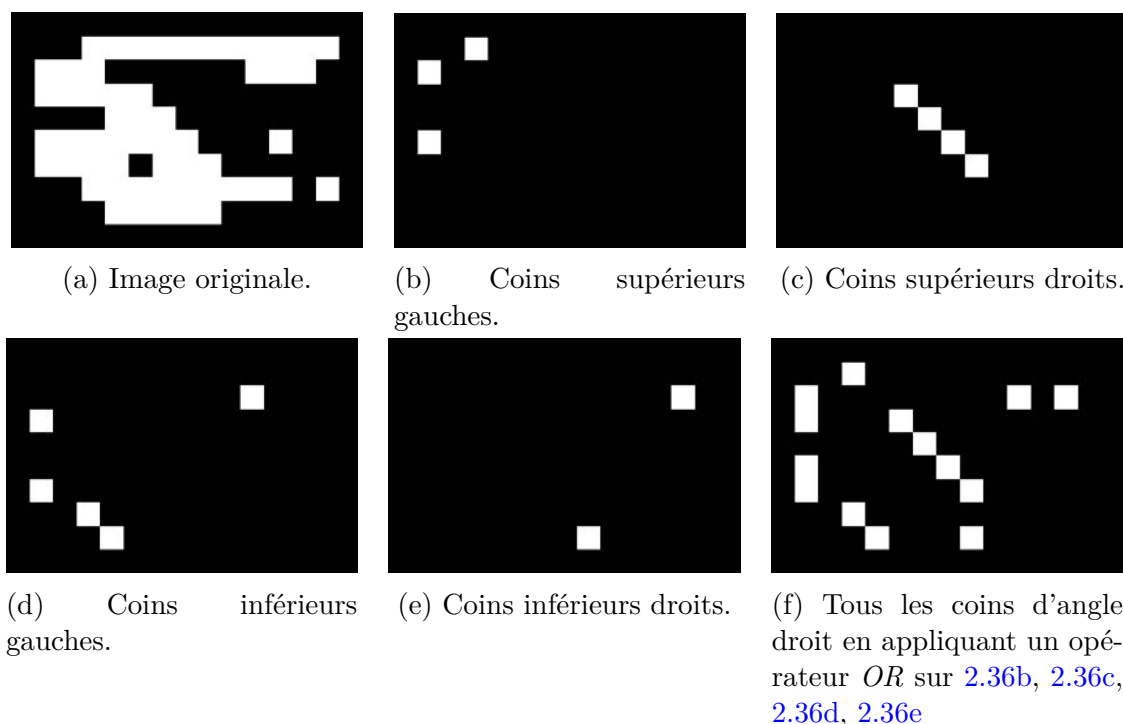 (a) Image originale.
(b) Coins supérieurs
gauches.
(c) Coins supérieurs droits.
(d) Coins inférieurs
gauches.
(e) Coins inférieurs droits.
(f) Tous les coins d'angle
droit en appliquant un opé-
rateur OR sur 2.36b, 2.36c,
2.36d, 2.36e